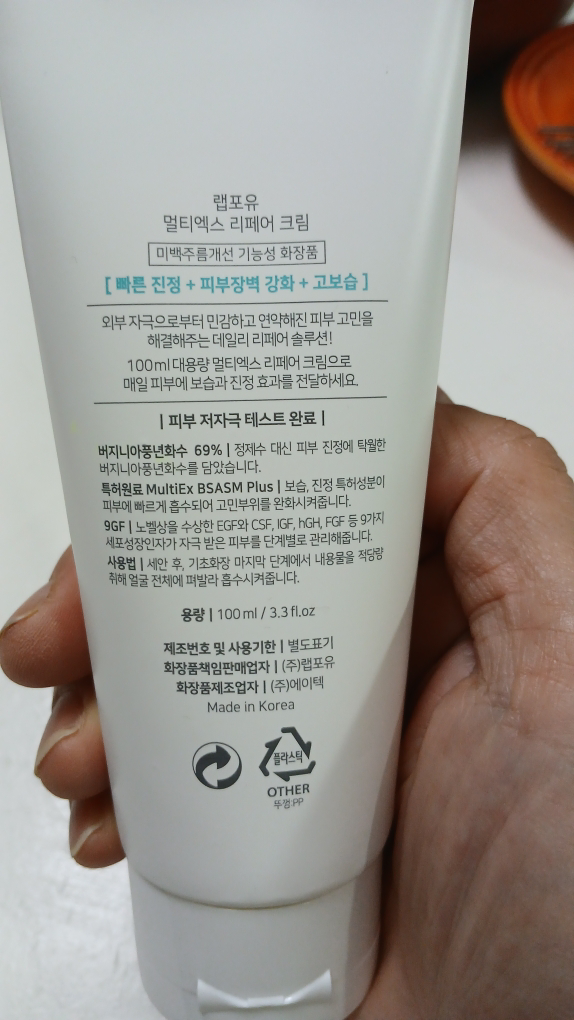 랩포유
멀티엑스 리페어 크림
미백주름개선 기능성 화장품
[ 빠른 진정 + 피부장벽 강화 + 고보습 ]
외부 자극으로부터 민감하고 연약해진 피부 고민을
해결해주는 데일리 리페어 솔루션!
100ml 대용량 멀티엑스 리페어 크림으로
매일 피부에 보습과 진정 효과를 전달하세요.
| 피부 저자극 테스트 완료 |
버지니아풍년화수 69% | 정제수 대신 피부 진정에 탁월한
버지니아풍년화수를 담았습니다.
특허원료 MultiEx BSASM Plus | 보습, 진정 특허성분이
피부에 빠르게 흡수되어 고민부위를 완화시켜줍니다.
9GF | 노벨상을 수상한 EGF와 CSF, IGF, hGH, FGF 등 9가지
세포성장인자가 자극 받은 피부를 단계별로 관리해줍니다.
사용법 | 세안 후, 기초화장 마지막 단계에서 내용물을 적당량
취해 얼굴 전체에 펴발라 흡수시켜줍니다.
용량 | 100 ml / 3.3 fl.oz
제조번호 및 사용기한 | 별도표기
화장품책임판매업자 | (주)랩포유
화장품제조업자 | (주)에이텍
Made in Korea
플라스틱
OTHER
뚜껑:PP